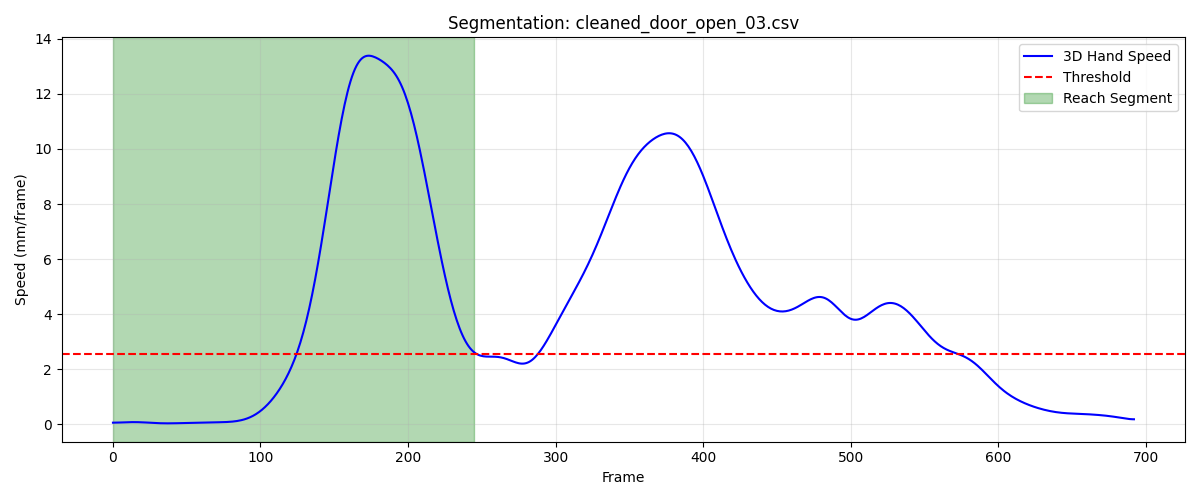 Segmentation: cleaned_door_open_03.csv
14
12
10
8
6
4
2
0
Speed (mm/frame)
3D Hand Speed
Threshold
Reach Segment
0 100 200 300 400 500 600 700
Frame